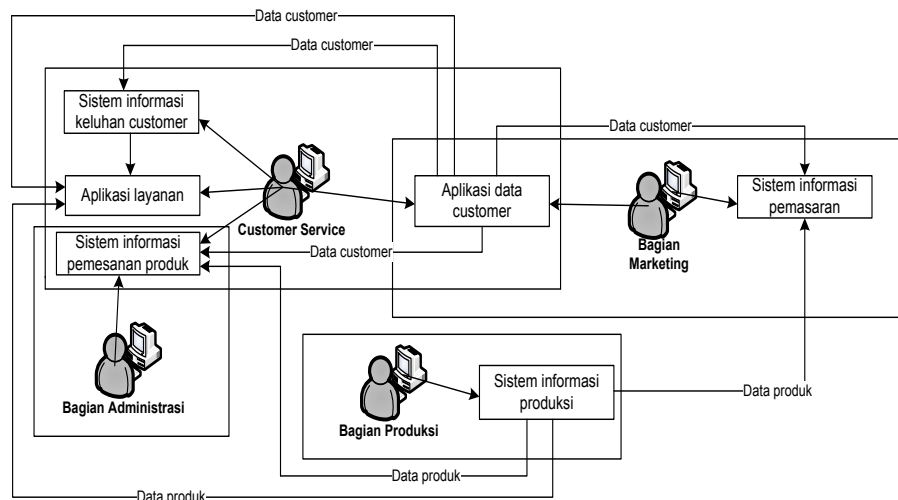 Data customer
Data customer
Sistem informasi
keluhan customer
Data customer
Aplikasi layanan
Customer Service
Aplikasi data
customer
Bagian
Marketing
Sistem informasi
pemasaran
Sistem informasi
pemesanan produk
Data customer
Bagian Administrasi
Bagian Produksi
Sistem informasi
produksi
Data produk
Data produk
Data produk